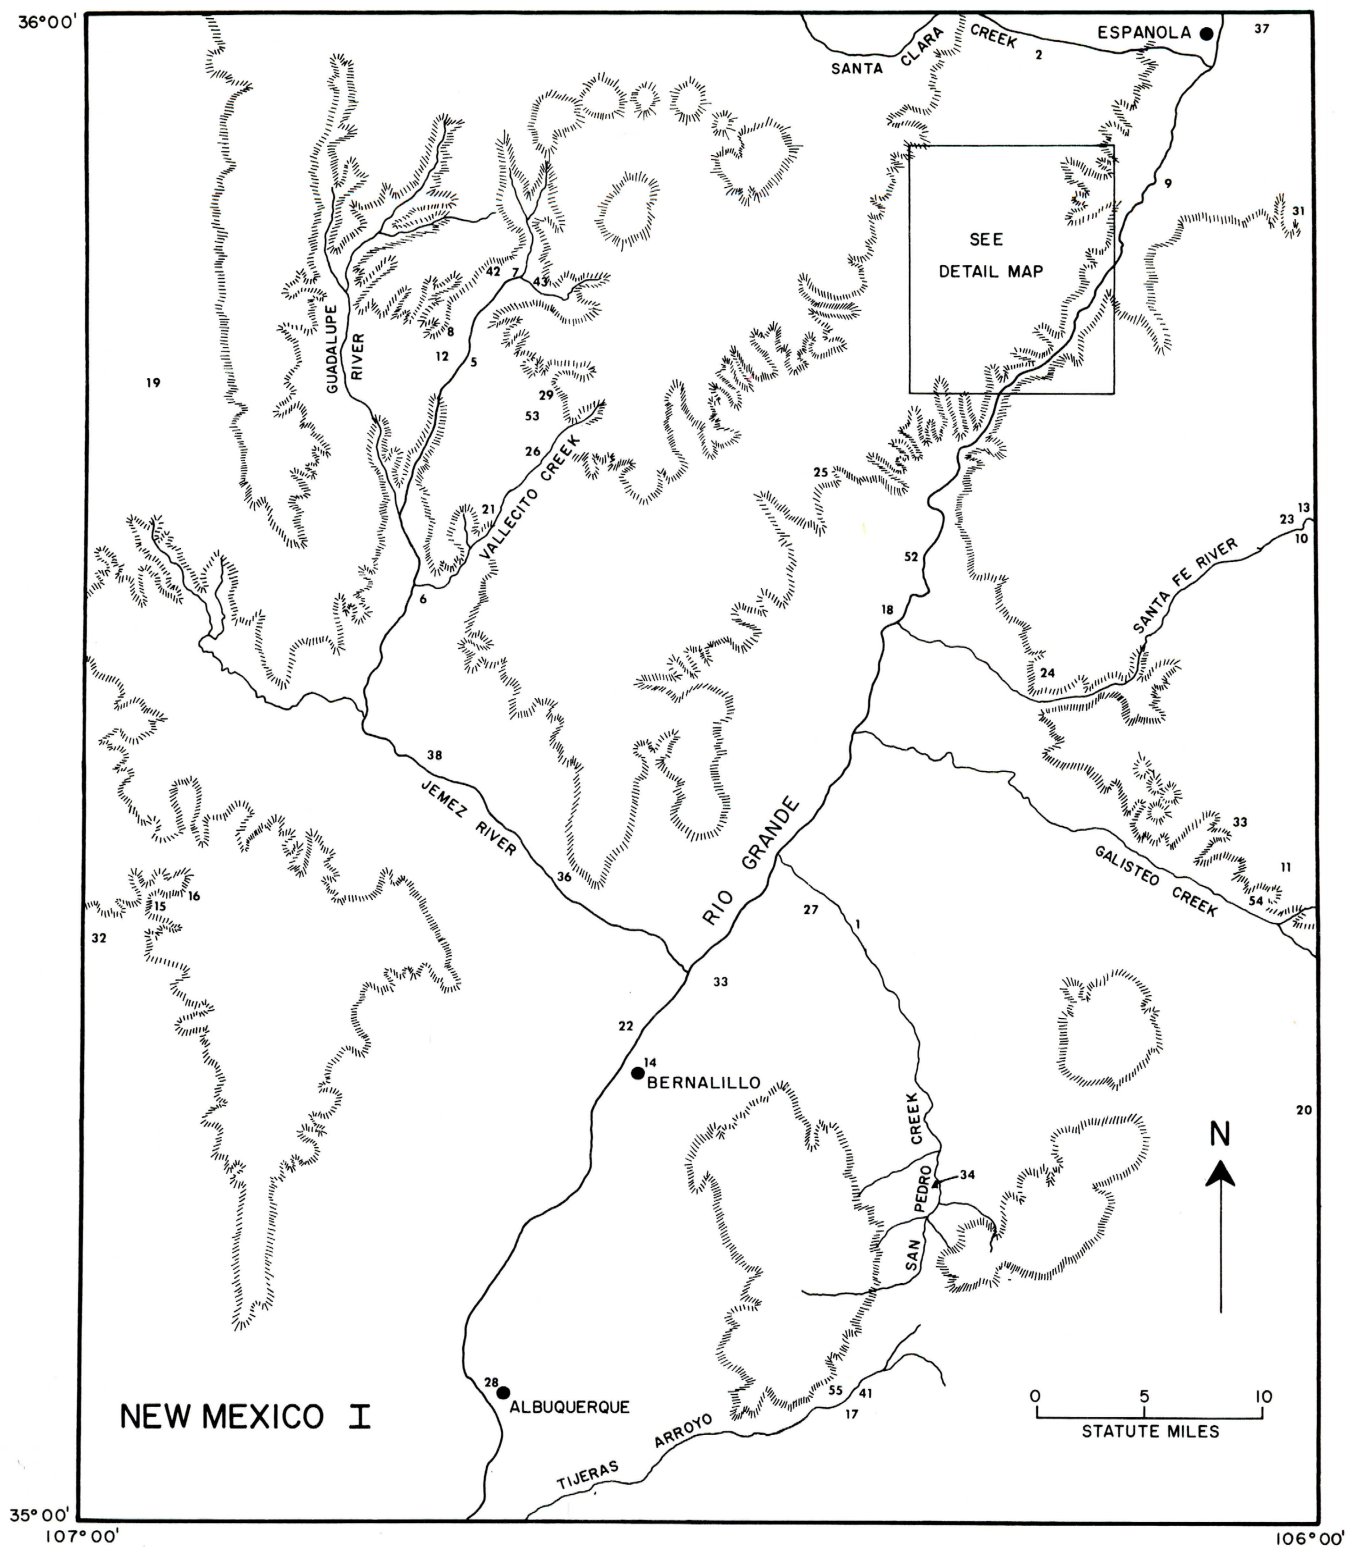 36°00'
ESPANOLA
37
SANTA CLARA CREEK
2
9
31
SEE
DETAIL MAP
42
7
43
8
12
5
GUADALUPE
RIVER
19
29
53
26
25
21
VALLECITO CREEK
13
23
10
52
SANTA FE RIVER
6
18
24
38
JEMEZ RIVER
RIO GRANDE
33
GALISTEO CREEK
11
36
16
15
54
27
1
32
33
22
14
BERNALILLO
20
N
SAN PEDRO CREEK
34
28
ALBUQUERQUE
55
41
17
TIJERAS ARROYO
NEW MEXICO I
0 5 10
STATUTE MILES
35°00'
107°00'
106°00'